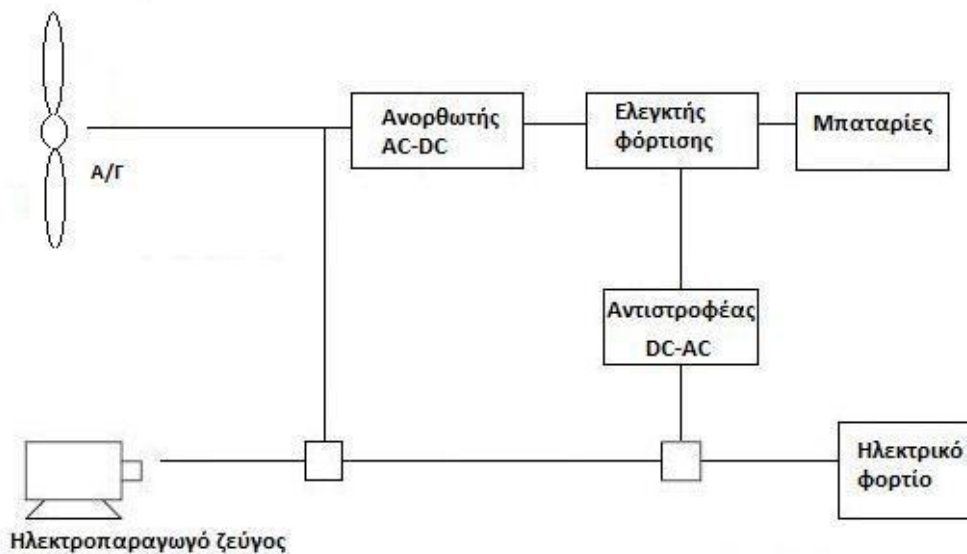 Α/Γ
Ανορθωτής
AC-DC
Ελεγκτής
φόρτισης
Μπαταρίες
Αντιστροφέας
DC-AC
Ηλεκτρικό
φορτίο
Ηλεκτροπαραγωγό ζεύγος